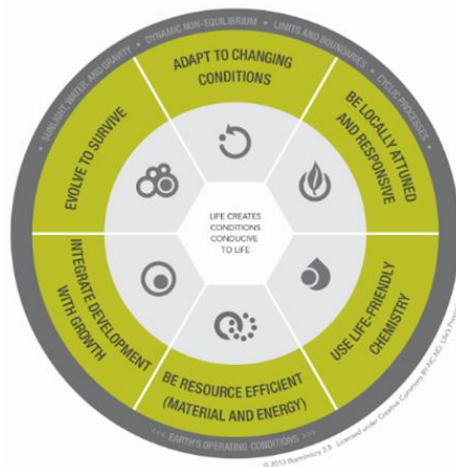 • SUNLIGHT, WATER, AND GRAVITY • DYNAMIC NON-EQUILIBRIUM • LIMITS AND BOUNDARIES • CYCLIC PROCESSES •
ADAPT TO CHANGING
CONDITIONS
BE LOCALLY ATTUNED
AND RESPONSIVE
USE LIFE-FRIENDLY
CHEMISTRY
BE RESOURCE EFFICIENT
(MATERIAL AND ENERGY)
INTEGRATE DEVELOPMENT
WITH GROWTH
EVOLVE TO SURVIVE
LIFE CREATES
CONDITIONS
CONDUCIVE
TO LIFE
<<< EARTH'S OPERATING CONDITIONS >>>
© 2013 Biomimicry 3.8 Licensed under Creative Commons BY-NC-ND, Life's